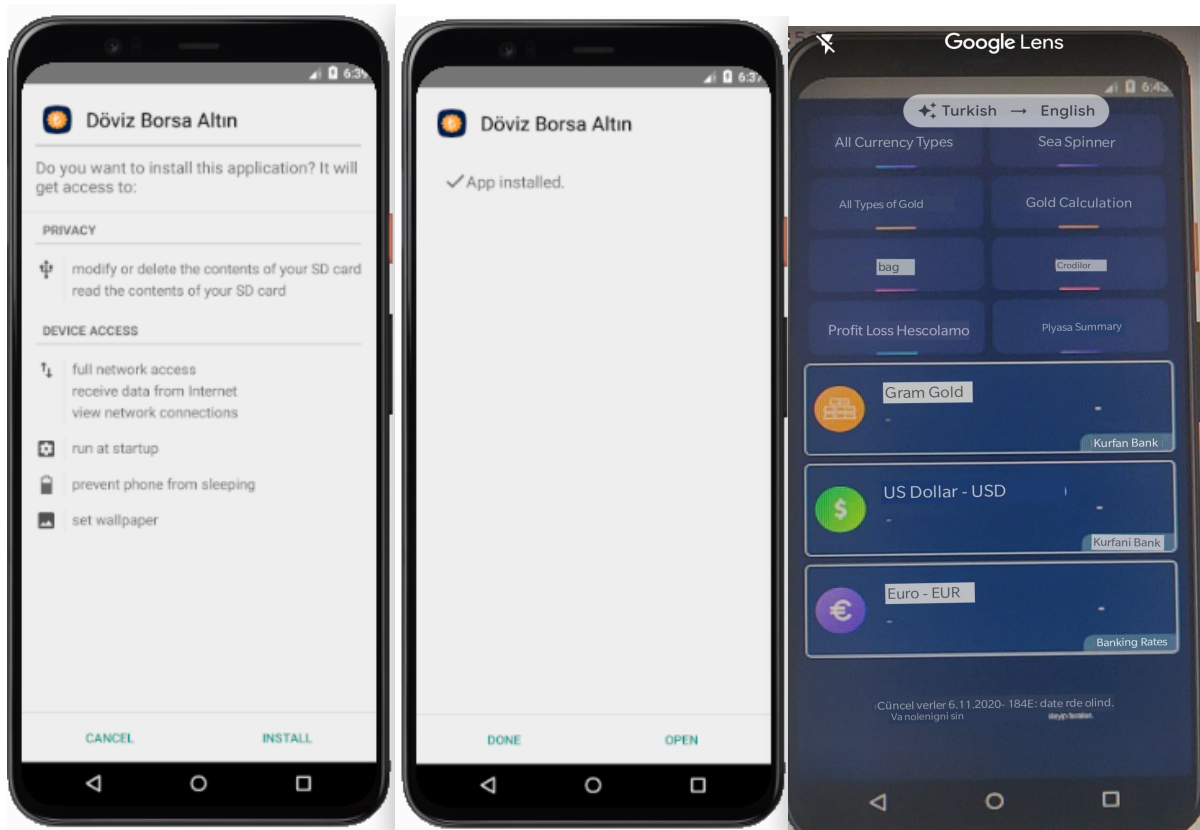 6:39
Döviz Borsa Altın
Do you want to install this application? It will
get access to:
PRIVACY
modify or delete the contents of your SD card
read the contents of your SD card
DEVICE ACCESS
full network access
receive data from Internet
view network connections
run at startup
prevent phone from sleeping
set wallpaper
CANCEL
INSTALL
6:37
Döviz Borsa Altın
App installed.
DONE
OPEN
Google Lens
6:43
Turkish → English
All Currency Types
Sea Spinner
All Types of Gold
Gold Calculation
bag
Crodilor
Profit Loss Hescolamo
Plyasa Summary
Gram Gold
-
-
Kurfan Bank
US Dollar - USD
-
-
Kurfani Bank
Euro - EUR
-
-
Banking Rates
Cüncel verler 6.11.2020- 184E: date rde olind.
Va nolenigni sin